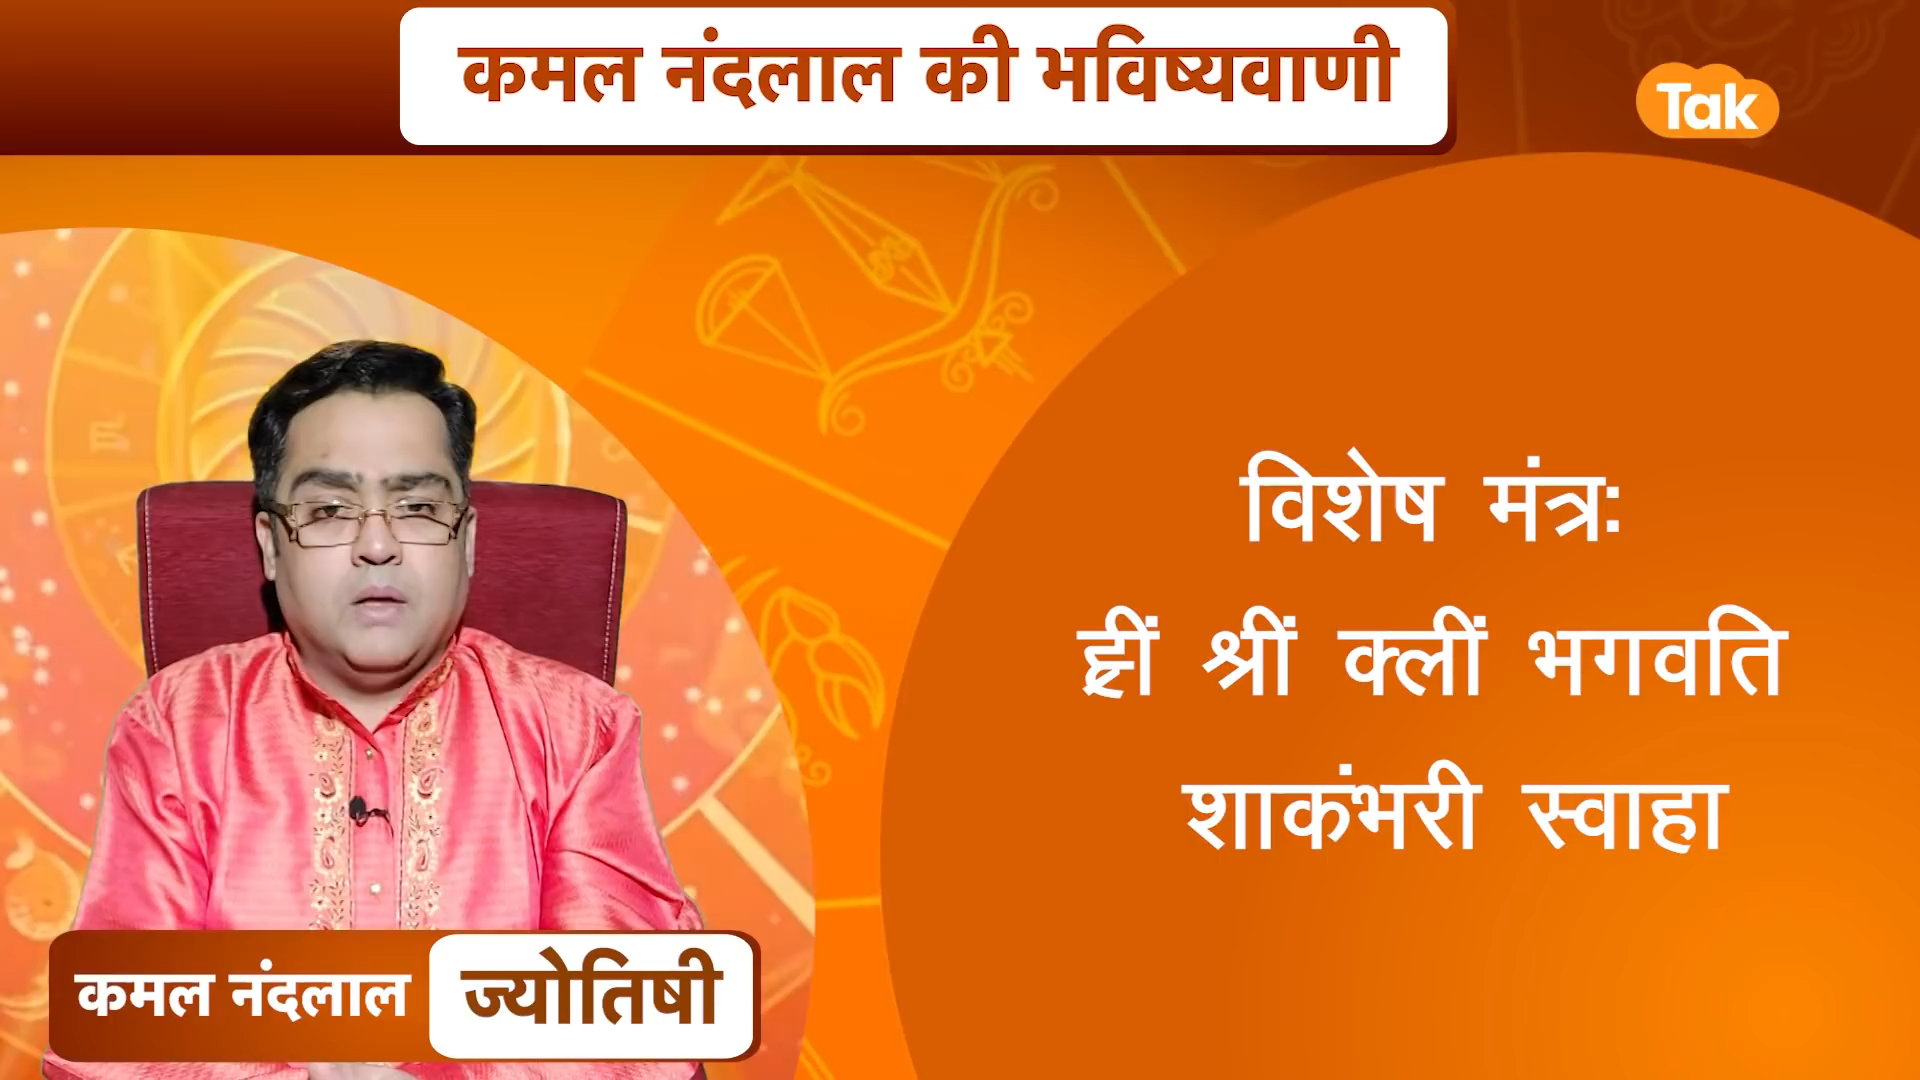 कमल नंदलाल की भविष्यवाणी
Tak
विशेष मंत्रः
ह्रीं श्रीं क्लीं भगवति
शाकंभरी स्वाहा
कमल नंदलाल
ज्योतिषी